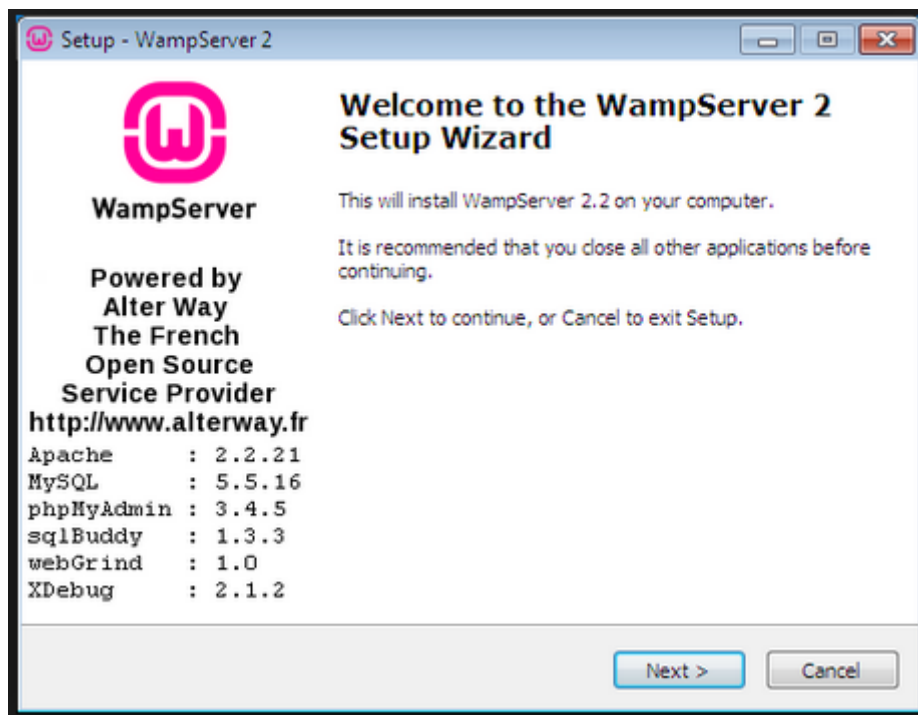 Setup - WampServer 2
WampServer
Powered by
Alter Way
The French
Open Source
Service Provider
http://www.alterway.fr
Apache : 2.2.21
MySQL : 5.5.16
phpMyAdmin : 3.4.5
sqlBuddy : 1.3.3
webGrind : 1.0
XDebug : 2.1.2
Welcome to the WampServer 2
Setup Wizard
This will install WampServer 2.2 on your computer.
It is recommended that you close all other applications before
continuing.
Click Next to continue, or Cancel to exit Setup.
Next >
Cancel